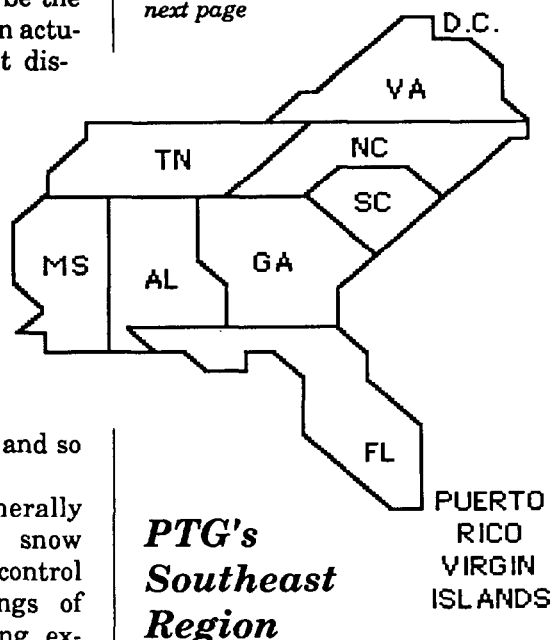 be the
n actu-
t dis-
next page
D.C.
VA
TN
NC
SC
MS
AL
GA
FL
and so
nerally
snow
control
ngs of
ng ex-
PTG's
Southeast
Region
PUERTO
RICO
VIRGIN
ISLANDS